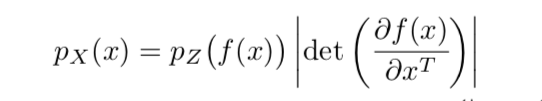 p_X(x) = p_Z(f(x)) |det (∂f(x)/∂x^T)|